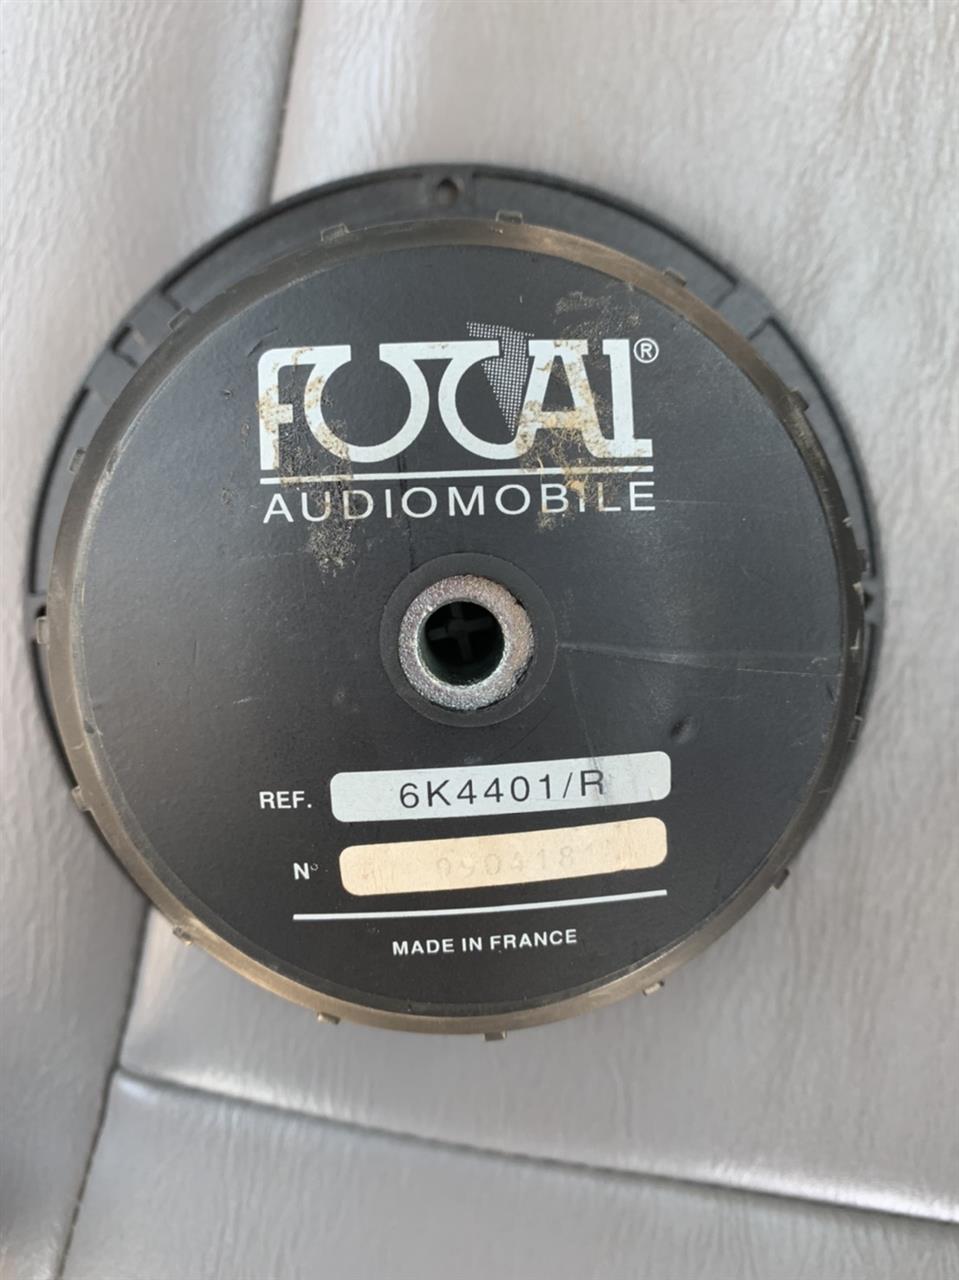 FOCAL®
AUDIOMOBILE
REF. 6K4401/R
N°
MADE IN FRANCE